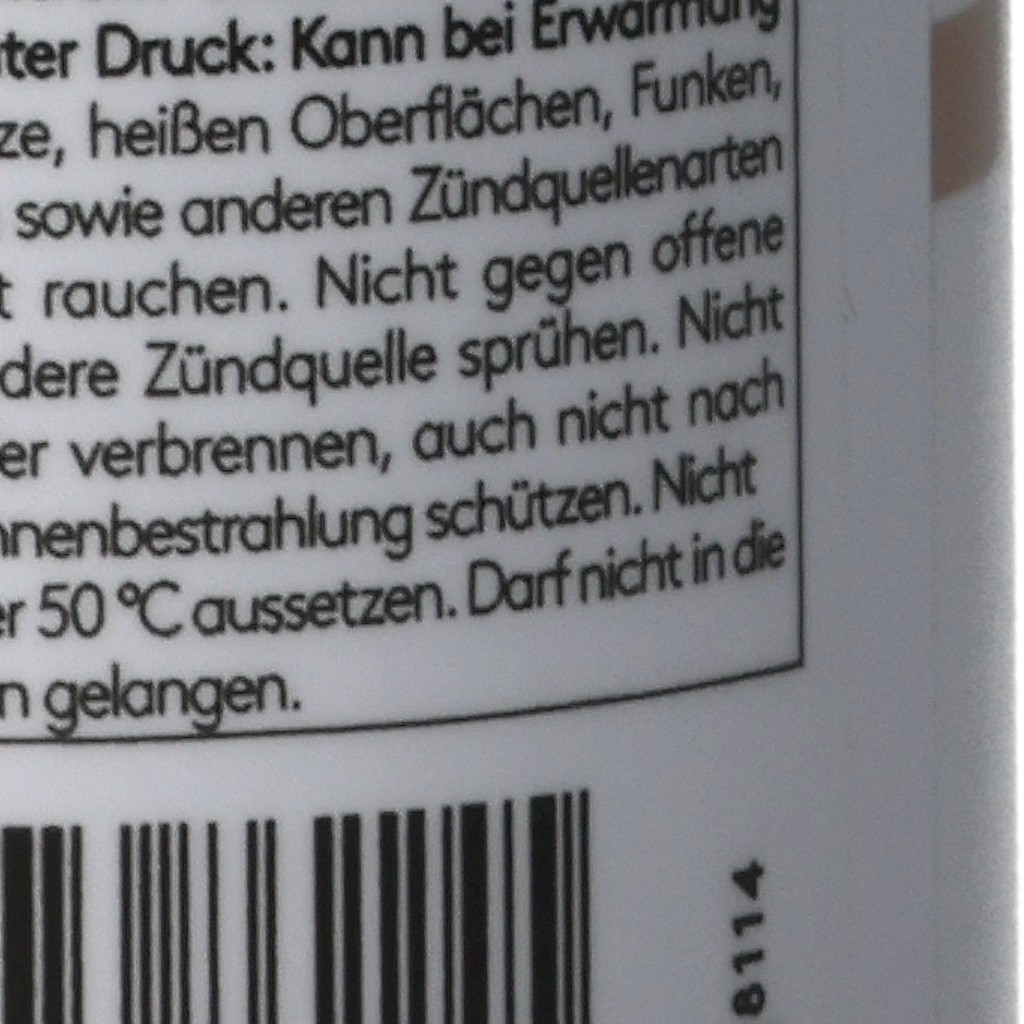 ter Druck: Kann bei Erwärmung
ze, heißen Oberflächen, Funken,
sowie anderen Zündquellenarten
t rauchen. Nicht gegen offene
dere Zündquelle sprühen. Nicht
er verbrennen, auch nicht nach
nnenbestrahlung schützen. Nicht
er 50 °C aussetzen. Darf nicht in die
n gelangen.
8114